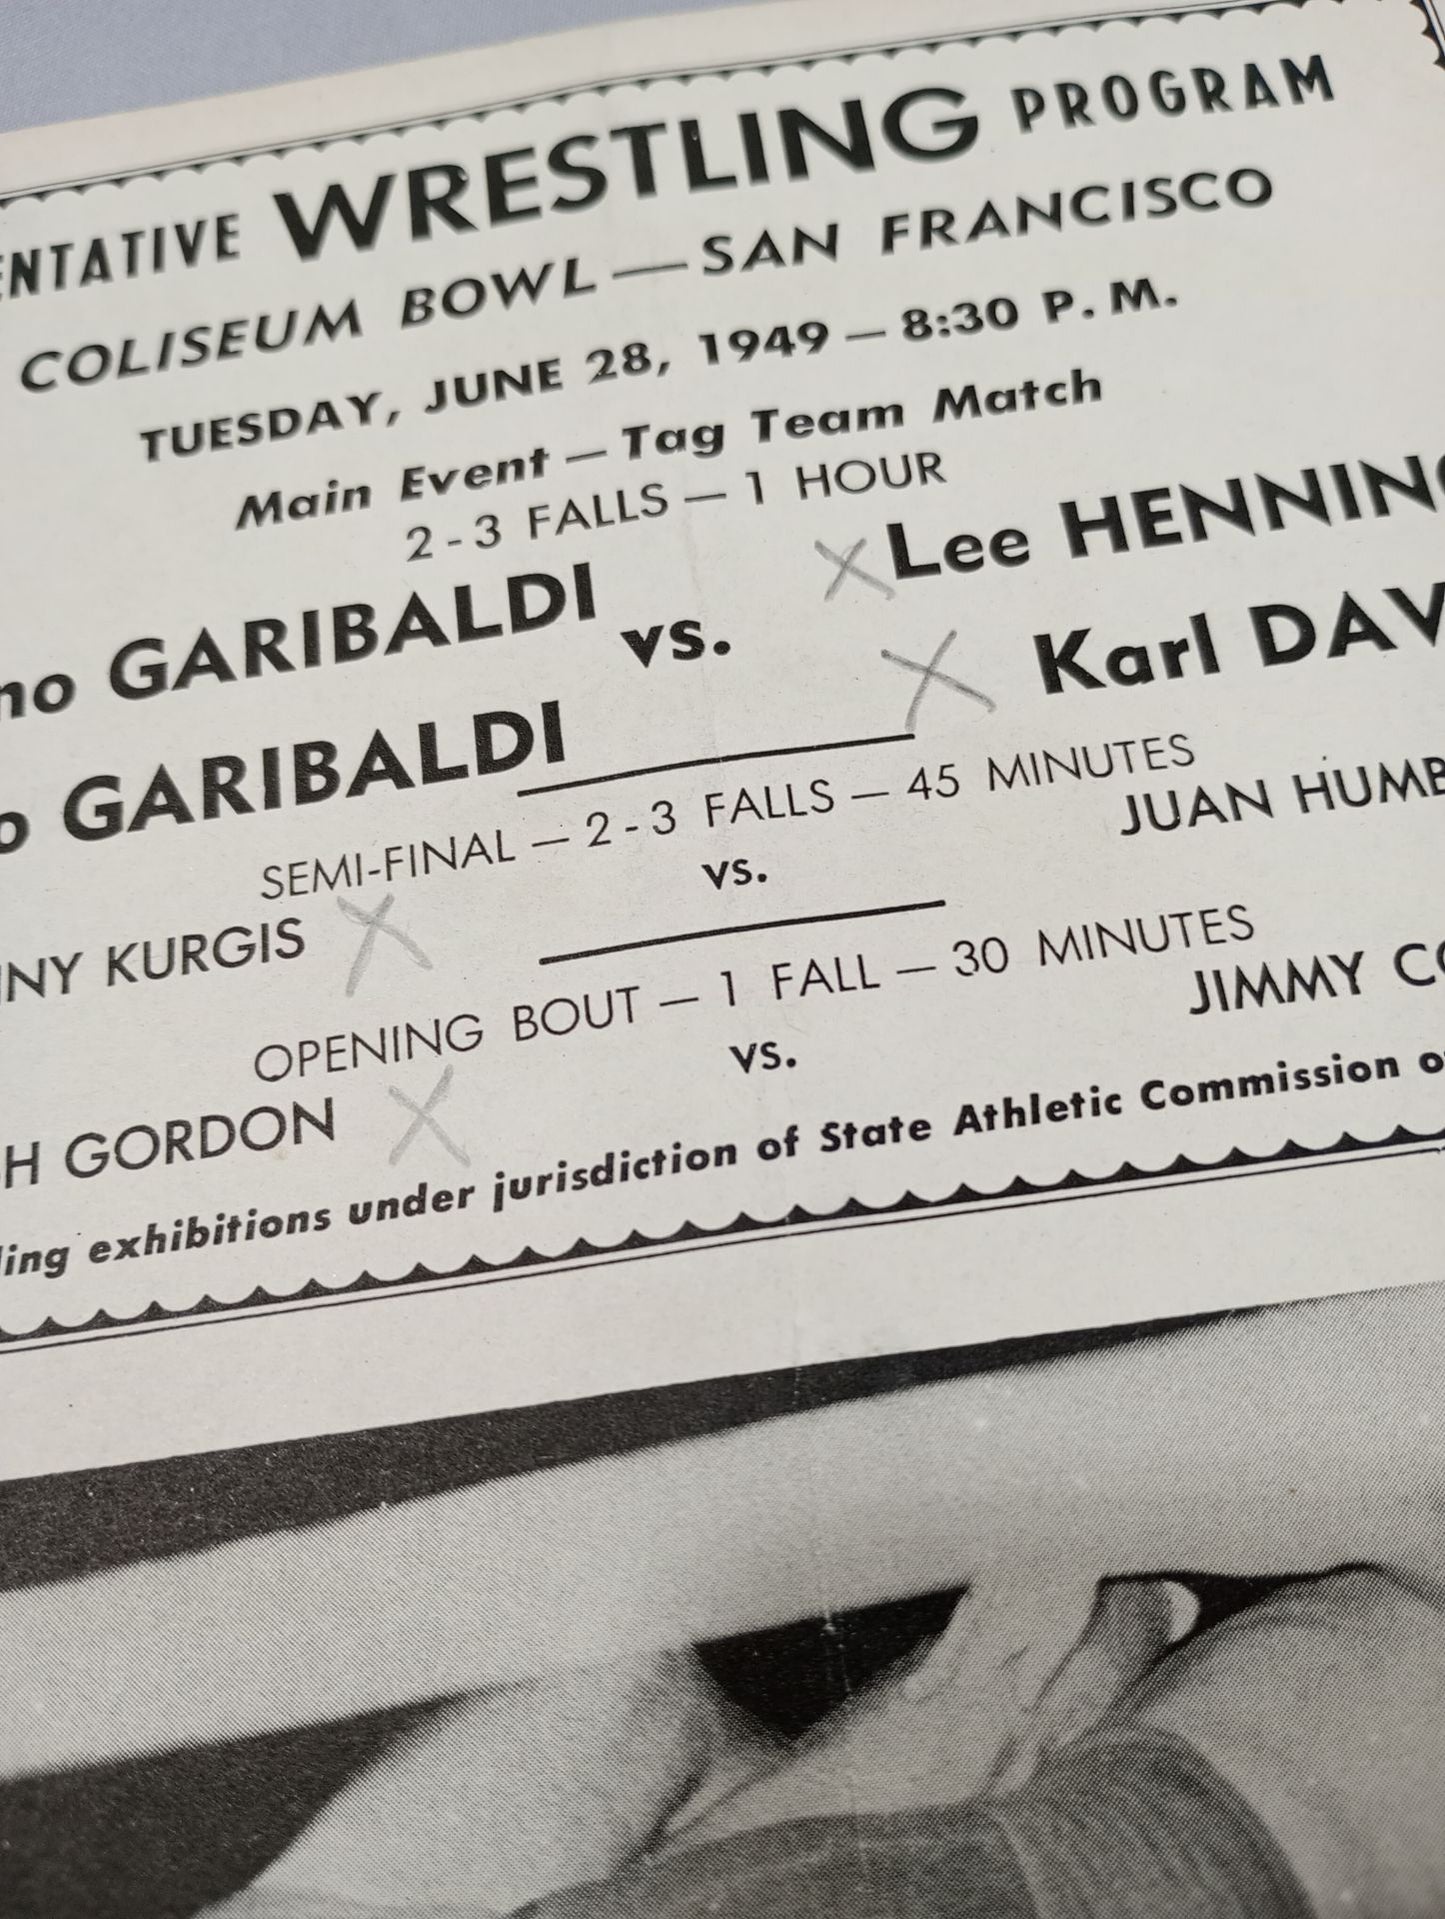 ENTATIVE WRESTLING PROGRAM
COLISEUM BOWL — SAN FRANCISCO
TUESDAY, JUNE 28, 1949 — 8:30 P. M.
Main Event — Tag Team Match
2 - 3 FALLS — 1 HOUR
no GARIBALDI vs. X Lee HENNING
o GARIBALDI X Karl DAV
SEMI-FINAL — 2 - 3 FALLS — 45 MINUTES
NY KURGIS X vs. JUAN HUMB
OPENING BOUT — 1 FALL — 30 MINUTES
H GORDON X vs. JIMMY CO
ling exhibitions under jurisdiction of State Athletic Commission o